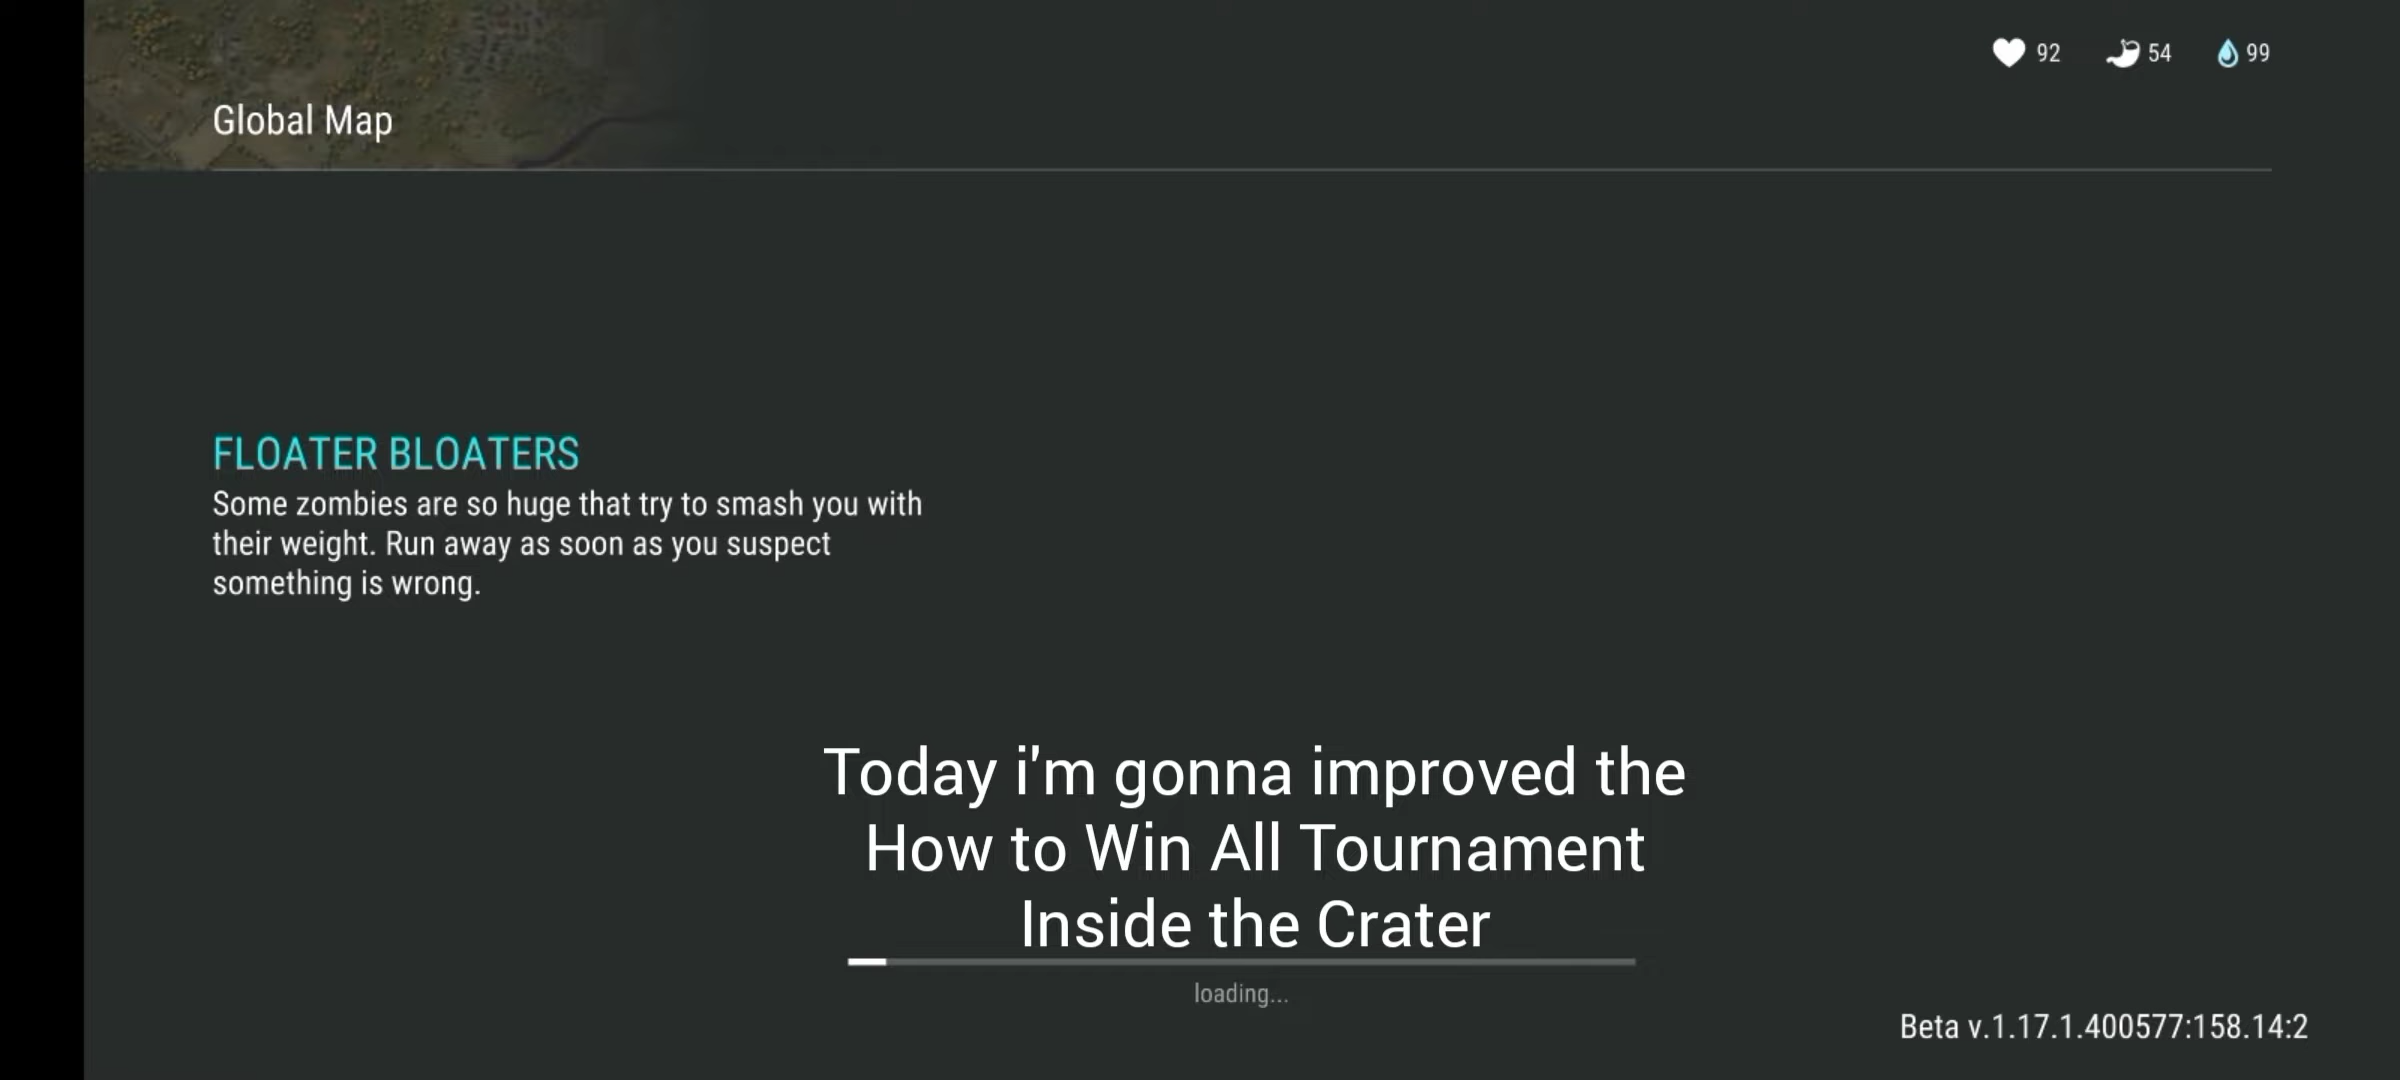 92 54 99
Global Map
FLOATER BLOATERS
Some zombies are so huge that try to smash you with
their weight. Run away as soon as you suspect
something is wrong.
Today i'm gonna improved the
How to Win All Tournament
Inside the Crater
loading...
Beta v.1.17.1.400577:158.14:2